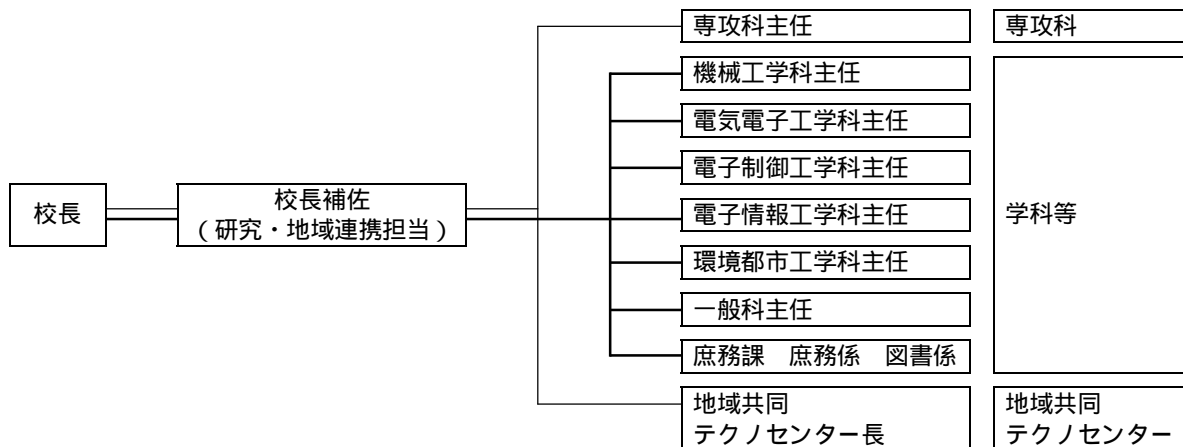 専攻科主任
専攻科
機械工学科主任
電気電子工学科主任
電子制御工学科主任
校長
校長補佐
(研究・地域連携担当)
電子情報工学科主任
学科等
環境都市工学科主任
一般科主任
庶務課 庶務係 図書係
地域共同
テクノセンター長
地域共同
テクノセンター